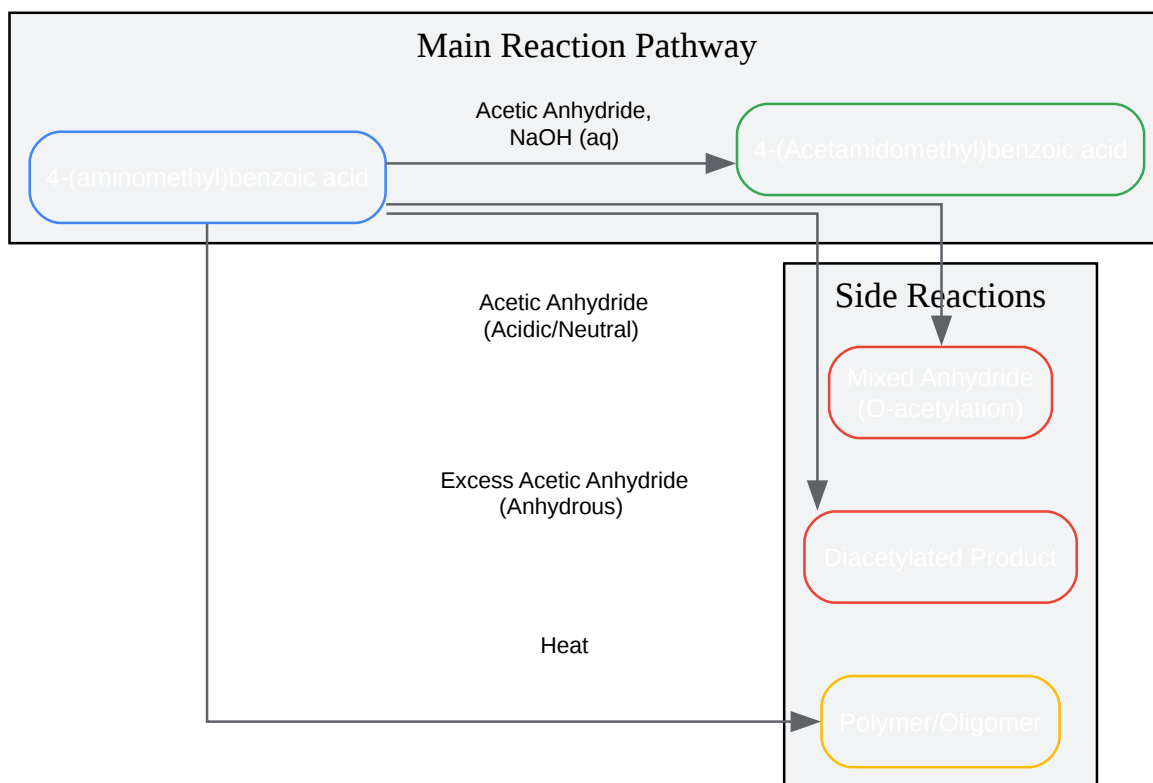 Main Reaction Pathway
Acetic Anhydride,
NaOH (aq)
4-(aminomethyl)benzoic acid
4-(Acetamidomethyl)benzoic acid
Acetic Anhydride
(Acidic/Neutral)
Side Reactions
Mixed Anhydride
(O-acetylation)
Excess Acetic Anhydride
(Anhydrous)
Diacetylated Product
Heat
Polymer/Oligomer